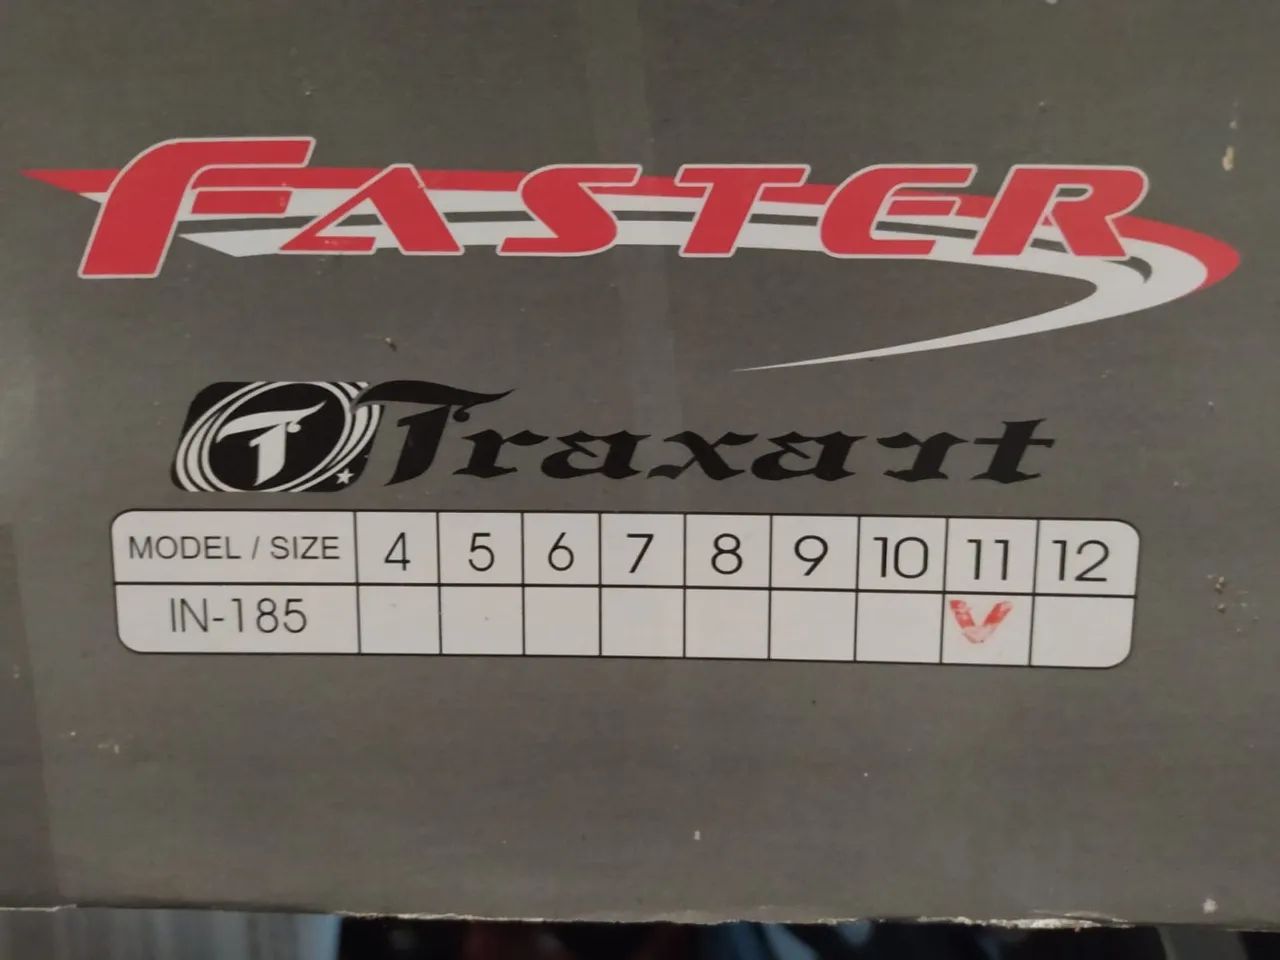 FASTER
T Traxart
MODEL / SIZE 4 5 6 7 8 9 10 11 12
IN-185 V